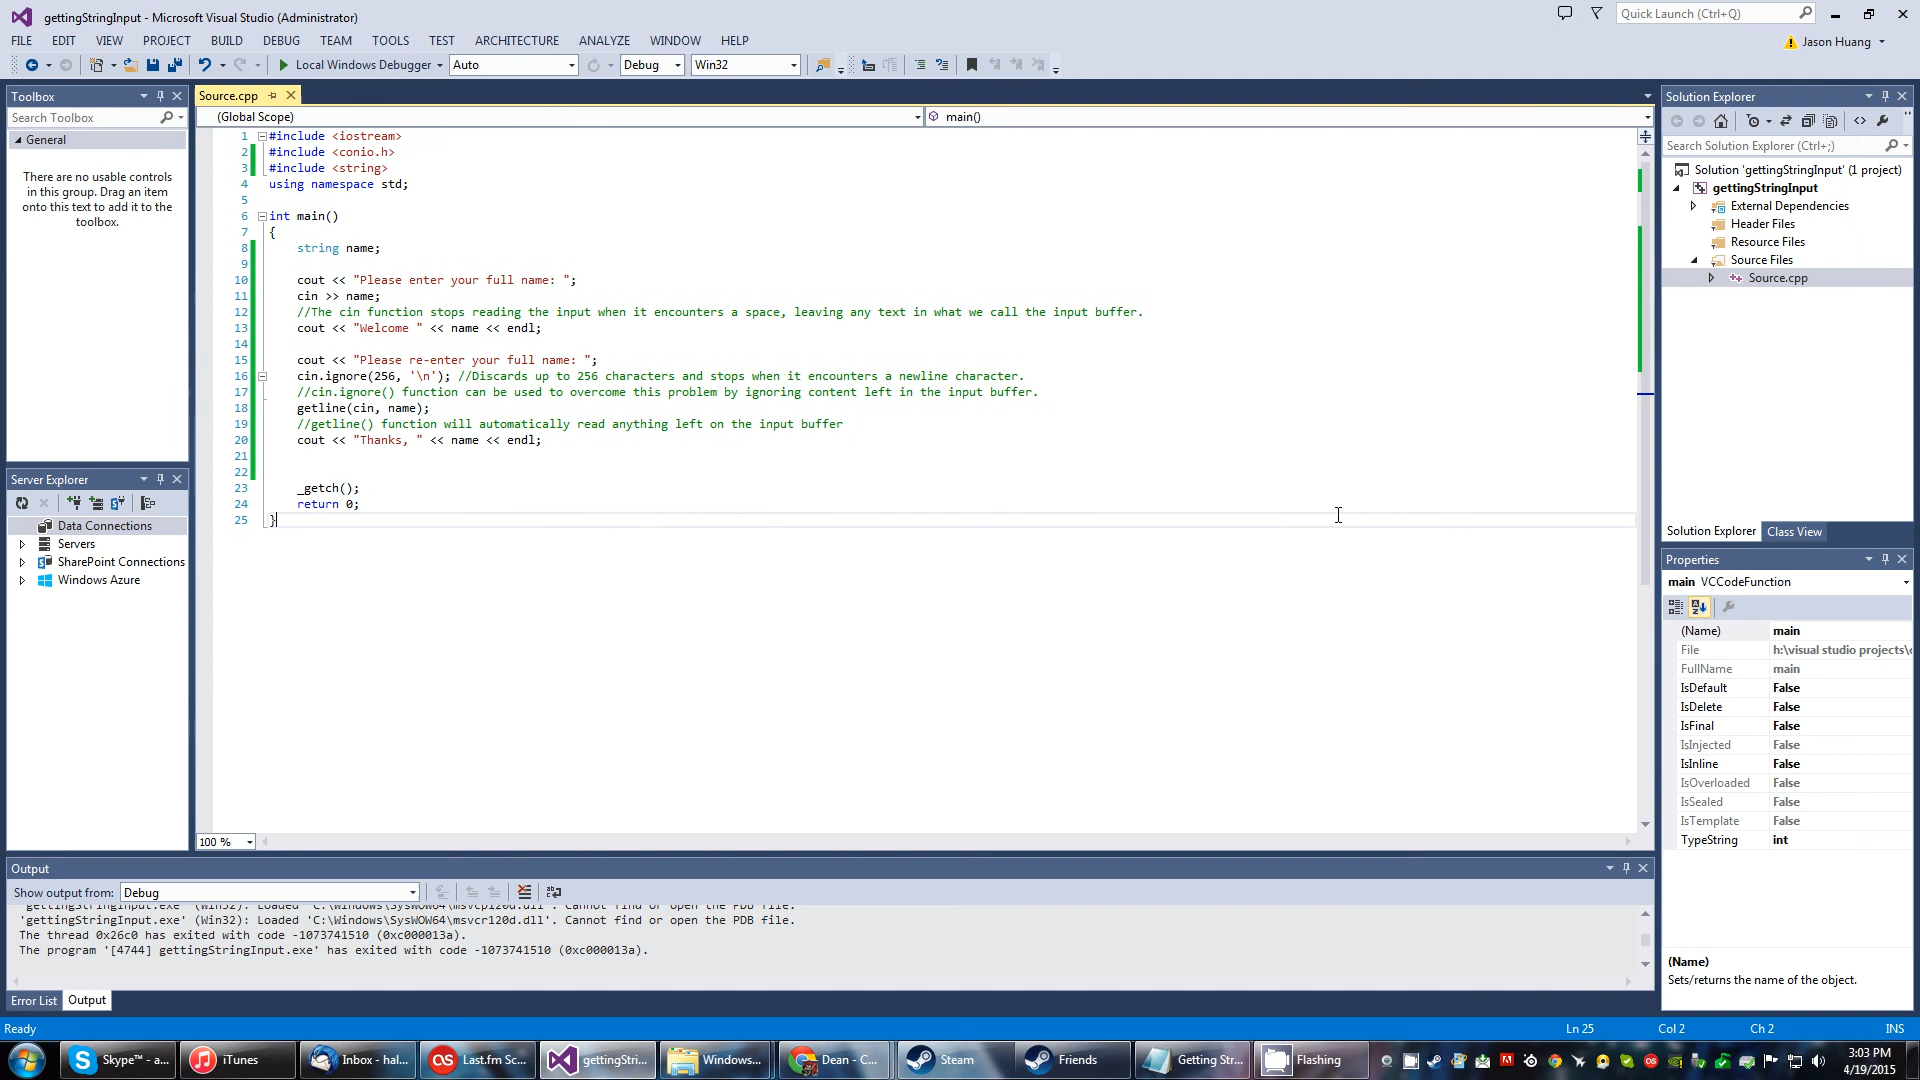 gettingStringInput - Microsoft Visual Studio (Administrator)
Quick Launch (Ctrl+Q)
FILE EDIT VIEW PROJECT BUILD DEBUG TEAM TOOLS TEST ARCHITECTURE ANALYZE WINDOW HELP
Jason Huang
Local Windows Debugger Auto Debug Win32
Toolbox
Search Toolbox
General
There are no usable controls
in this group. Drag an item
onto this text to add it to the
toolbox.
Server Explorer
Data Connections
Servers
SharePoint Connections
Windows Azure
Source.cpp
(Global Scope) main()
1 #include <iostream>
2 #include <conio.h>
3 #include <string>
4 using namespace std;
5
6 int main()
7 {
8 string name;
9
10 cout << "Please enter your full name: ";
11 cin >> name;
12 //The cin function stops reading the input when it encounters a space, leaving any text in what we call the input buffer.
13 cout << "Welcome " << name << endl;
14
15 cout << "Please re-enter your full name: ";
16 cin.ignore(256, '\n'); //Discards up to 256 characters and stops when it encounters a newline character.
17 //cin.ignore() function can be used to overcome this problem by ignoring content left in the input buffer.
18 getline(cin, name);
19 //getline() function will automatically read anything left on the input buffer
20 cout << "Thanks, " << name << endl;
21
22
23 _getch();
24 return 0;
25 }
100 %
Solution Explorer
Search Solution Explorer (Ctrl+;)
Solution 'gettingStringInput' (1 project)
gettingStringInput
External Dependencies
Header Files
Resource Files
Source Files
Source.cpp
Solution Explorer Class View
Properties
main VCCodeFunction
(Name) main
File h:\visual studio projects\
FullName main
IsDefault False
IsDelete False
IsFinal False
IsInjected False
IsInline False
IsOverloaded False
IsSealed False
IsTemplate False
TypeString int
(Name)
Sets/returns the name of the object.
Output
Show output from: Debug
'gettingStringInput.exe' (Win32): Loaded 'C:\Windows\SysWOW64\msvcp120d.dll'. Cannot find or open the PDB file.
'gettingStringInput.exe' (Win32): Loaded 'C:\Windows\SysWOW64\msvcr120d.dll'. Cannot find or open the PDB file.
The thread 0x26c0 has exited with code -1073741510 (0xc000013a).
The program '[4744] gettingStringInput.exe' has exited with code -1073741510 (0xc000013a).
Error List Output
Ready Ln 25 Col 2 Ch 2 INS
Skype™ - a... iTunes Inbox - hal... Last.fm Sc... gettingStri... Windows... Dean - C... Steam Friends Getting Str... Flashing
3:03 PM
4/19/2015